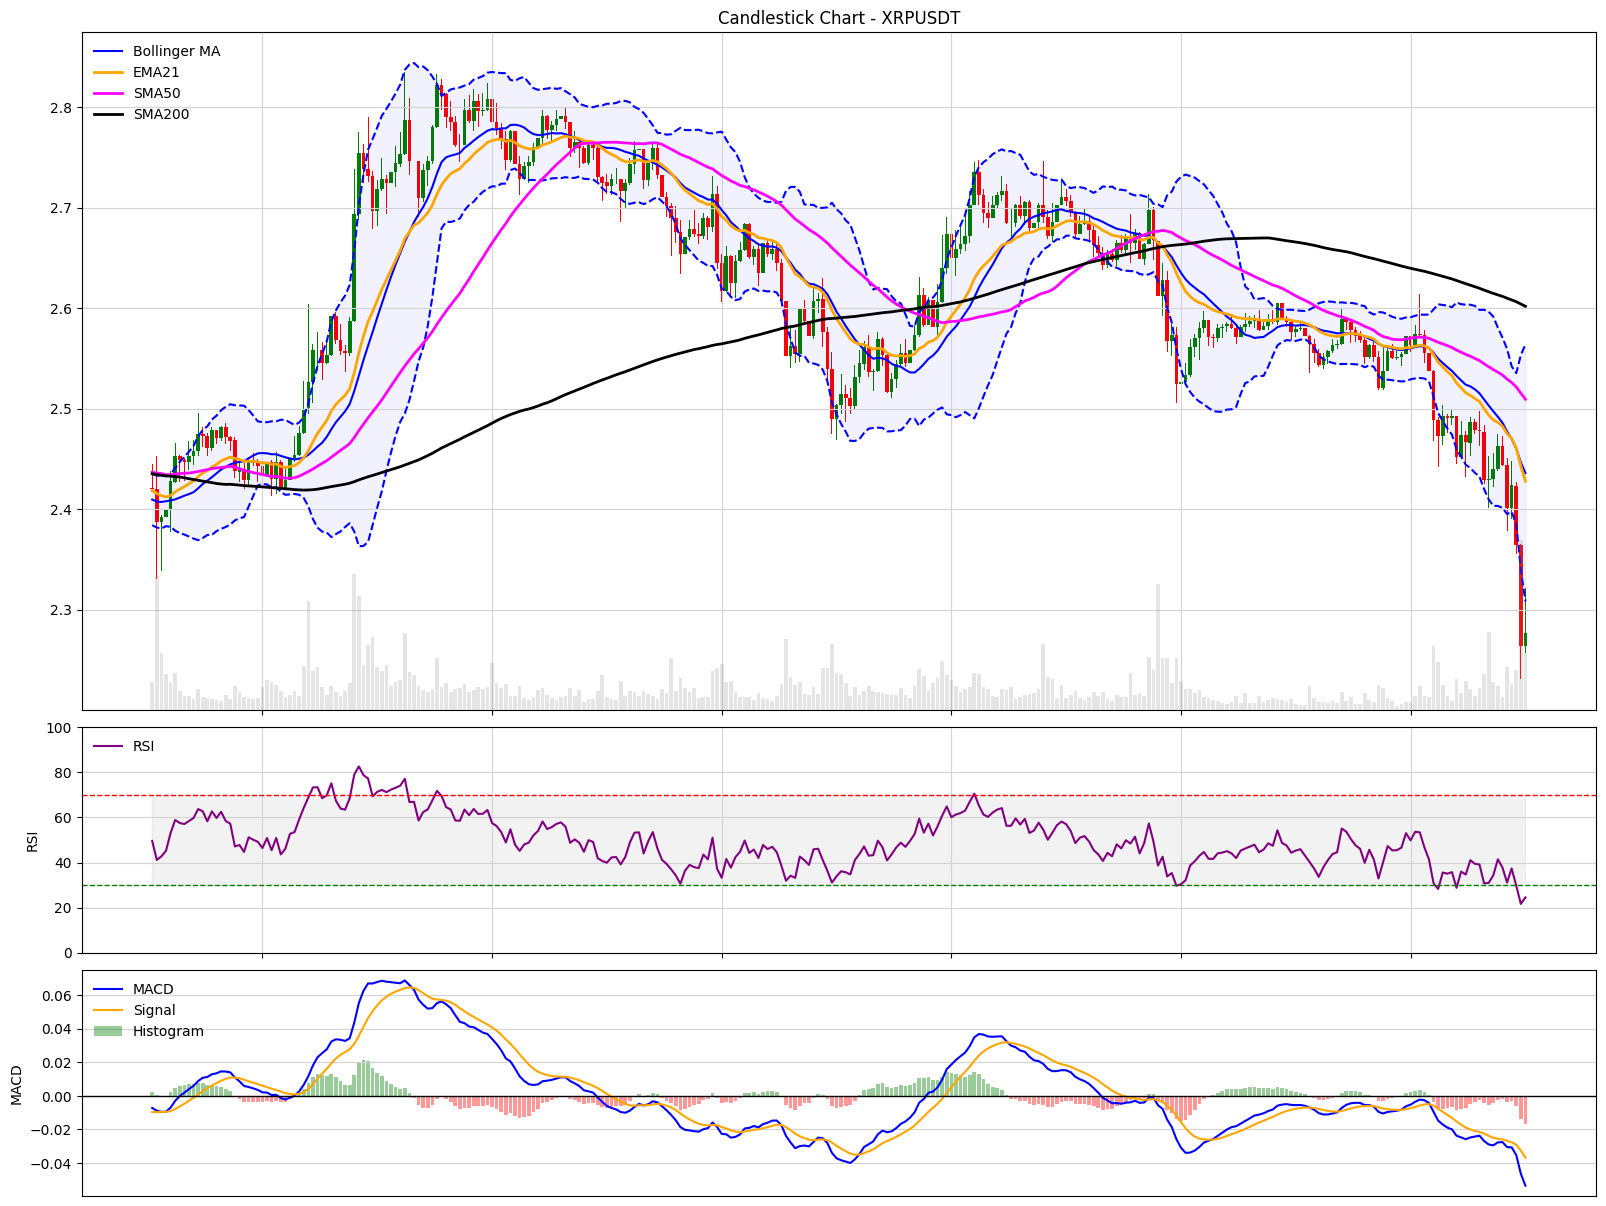 Candlestick Chart - XRPUSDT
Bollinger MA
EMA21
SMA50
SMA200
2.8
2.7
2.6
2.5
2.4
2.3
RSI
100
80
60
40
20
0
RSI
MACD
Signal
Histogram
0.06
0.04
0.02
0.00
−0.02
−0.04
MACD